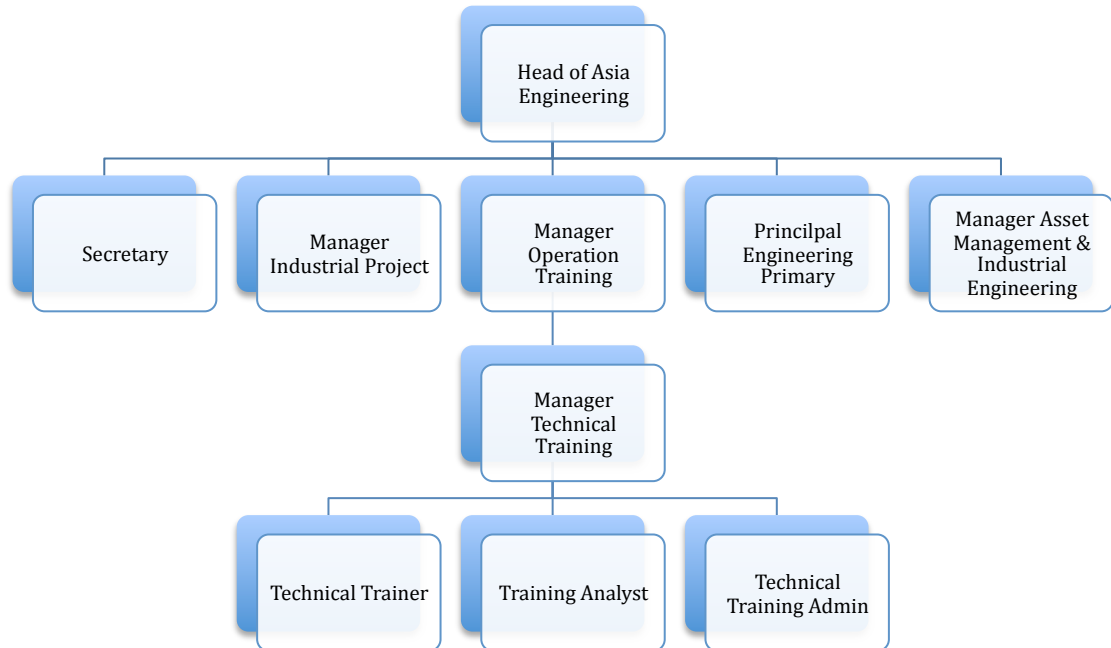 Head of Asia
Engineering
Secretary
Manager
Industrial Project
Manager
Operation
Training
Princilpal
Engineering
Primary
Manager Asset
Management &
Industrial
Engineering
Manager
Technical
Training
Technical Trainer
Training Analyst
Technical
Training Admin